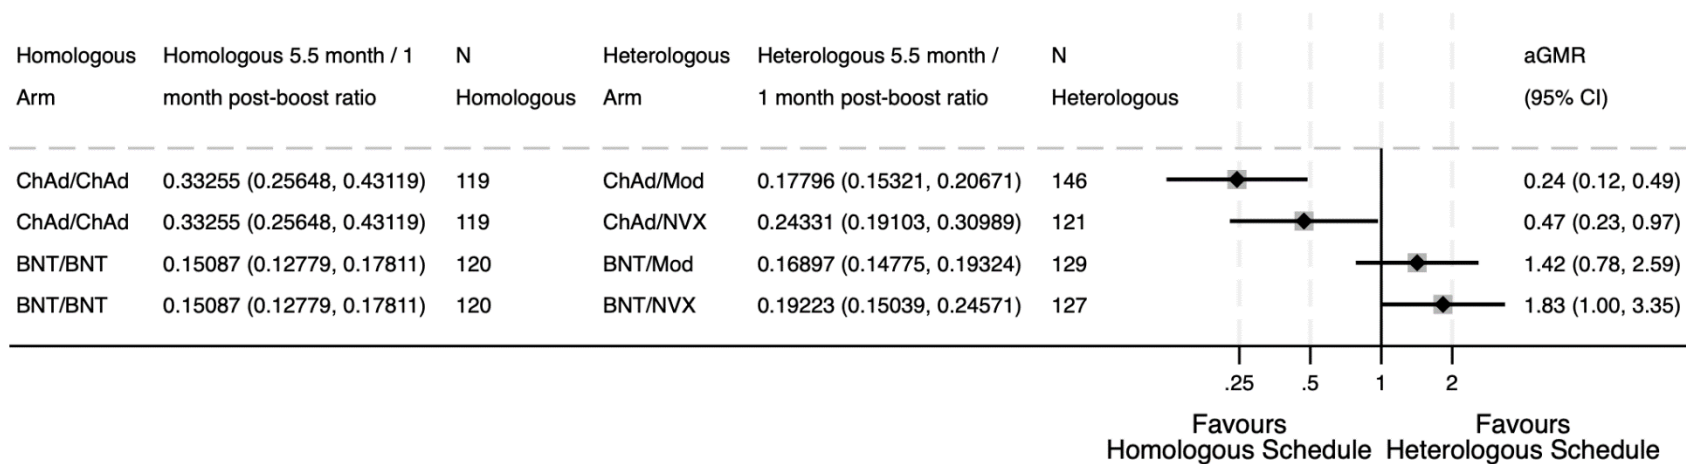 Homologous Homologous 5.5 month / 1 N Heterologous Heterologous 5.5 month / N aGMR
Arm month post-boost ratio Homologous Arm 1 month post-boost ratio Heterologous (95% CI)
ChAd/ChAd 0.33255 (0.25648, 0.43119) 119 ChAd/Mod 0.17796 (0.15321, 0.20671) 146 0.24 (0.12, 0.49)
ChAd/ChAd 0.33255 (0.25648, 0.43119) 119 ChAd/NVX 0.24331 (0.19103, 0.30989) 121 0.47 (0.23, 0.97)
BNT/BNT 0.15087 (0.12779, 0.17811) 120 BNT/Mod 0.16897 (0.14775, 0.19324) 129 1.42 (0.78, 2.59)
BNT/BNT 0.15087 (0.12779, 0.17811) 120 BNT/NVX 0.19223 (0.15039, 0.24571) 127 1.83 (1.00, 3.35)
.25 .5 1 2
Favours Favours
Homologous Schedule Heterologous Schedule